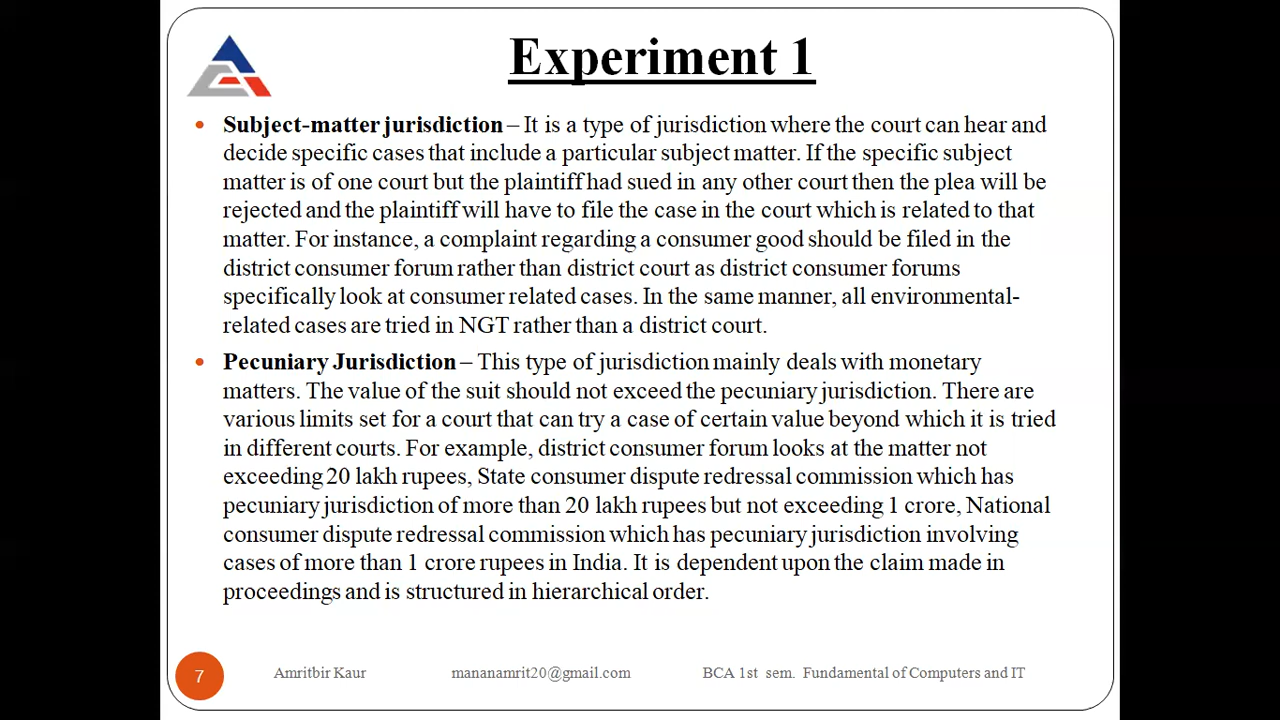 Experiment 1
Subject-matter jurisdiction – It is a type of jurisdiction where the court can hear and
decide specific cases that include a particular subject matter. If the specific subject
matter is of one court but the plaintiff had sued in any other court then the plea will be
rejected and the plaintiff will have to file the case in the court which is related to that
matter. For instance, a complaint regarding a consumer good should be filed in the
district consumer forum rather than district court as district consumer forums
specifically look at consumer related cases. In the same manner, all environmental-
related cases are tried in NGT rather than a district court.
Pecuniary Jurisdiction – This type of jurisdiction mainly deals with monetary
matters. The value of the suit should not exceed the pecuniary jurisdiction. There are
various limits set for a court that can try a case of certain value beyond which it is tried
in different courts. For example, district consumer forum looks at the matter not
exceeding 20 lakh rupees, State consumer dispute redressal commission which has
pecuniary jurisdiction of more than 20 lakh rupees but not exceeding 1 crore, National
consumer dispute redressal commission which has pecuniary jurisdiction involving
cases of more than 1 crore rupees in India. It is dependent upon the claim made in
proceedings and is structured in hierarchical order.
7 Amritbir Kaur mananamrit20@gmail.com BCA 1st sem. Fundamental of Computers and IT